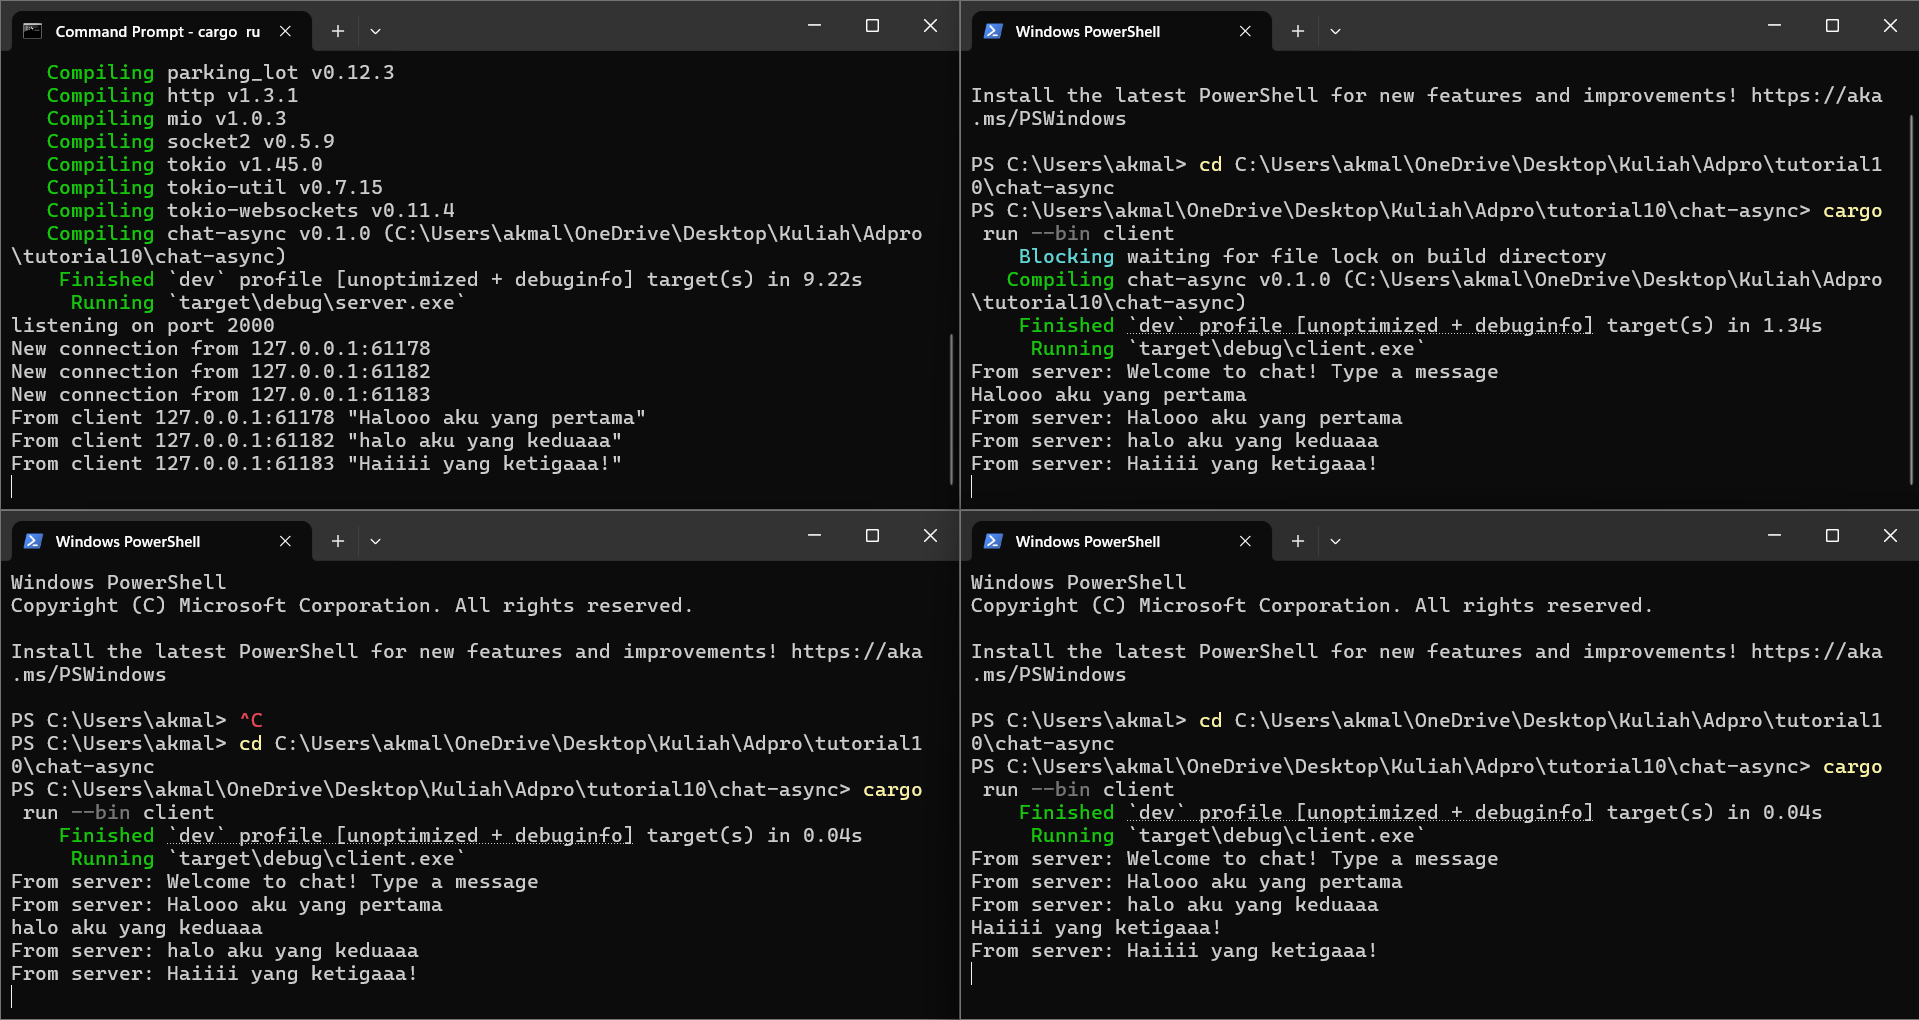 Command Prompt - cargo  ru
Compiling parking_lot v0.12.3
Compiling http v1.3.1
Compiling mio v1.0.3
Compiling socket2 v0.5.9
Compiling tokio v1.45.0
Compiling tokio-util v0.7.15
Compiling tokio-websockets v0.11.4
Compiling chat-async v0.1.0 (C:\Users\akmal\OneDrive\Desktop\Kuliah\Adpro
\tutorial10\chat-async)
Finished `dev` profile [unoptimized + debuginfo] target(s) in 9.22s
Running `target\debug\server.exe`
listening on port 2000
New connection from 127.0.0.1:61178
New connection from 127.0.0.1:61182
New connection from 127.0.0.1:61183
From client 127.0.0.1:61178 "Halooo aku yang pertama"
From client 127.0.0.1:61182 "halo aku yang keduaaa"
From client 127.0.0.1:61183 "Haiiii yang ketigaaa!"
Windows PowerShell
Install the latest PowerShell for new features and improvements! https://aka
.ms/PSWindows
PS C:\Users\akmal> cd C:\Users\akmal\OneDrive\Desktop\Kuliah\Adpro\tutorial1
0\chat-async
PS C:\Users\akmal\OneDrive\Desktop\Kuliah\Adpro\tutorial10\chat-async> cargo
run --bin client
Blocking waiting for file lock on build directory
Compiling chat-async v0.1.0 (C:\Users\akmal\OneDrive\Desktop\Kuliah\Adpro
\tutorial10\chat-async)
Finished `dev` profile [unoptimized + debuginfo] target(s) in 1.34s
Running `target\debug\client.exe`
From server: Welcome to chat! Type a message
Halooo aku yang pertama
From server: Halooo aku yang pertama
From server: halo aku yang keduaaa
From server: Haiiii yang ketigaaa!
Windows PowerShell
Windows PowerShell
Copyright (C) Microsoft Corporation. All rights reserved.
Install the latest PowerShell for new features and improvements! https://aka
.ms/PSWindows
PS C:\Users\akmal> ^C
PS C:\Users\akmal> cd C:\Users\akmal\OneDrive\Desktop\Kuliah\Adpro\tutorial1
0\chat-async
PS C:\Users\akmal\OneDrive\Desktop\Kuliah\Adpro\tutorial10\chat-async> cargo
run --bin client
Finished `dev` profile [unoptimized + debuginfo] target(s) in 0.04s
Running `target\debug\client.exe`
From server: Welcome to chat! Type a message
From server: Halooo aku yang pertama
halo aku yang keduaaa
From server: halo aku yang keduaaa
From server: Haiiii yang ketigaaa!
Windows PowerShell
Windows PowerShell
Copyright (C) Microsoft Corporation. All rights reserved.
Install the latest PowerShell for new features and improvements! https://aka
.ms/PSWindows
PS C:\Users\akmal> cd C:\Users\akmal\OneDrive\Desktop\Kuliah\Adpro\tutorial1
0\chat-async
PS C:\Users\akmal\OneDrive\Desktop\Kuliah\Adpro\tutorial10\chat-async> cargo
run --bin client
Finished `dev` profile [unoptimized + debuginfo] target(s) in 0.04s
Running `target\debug\client.exe`
From server: Welcome to chat! Type a message
From server: Halooo aku yang pertama
From server: halo aku yang keduaaa
Haiiii yang ketigaaa!
From server: Haiiii yang ketigaaa!